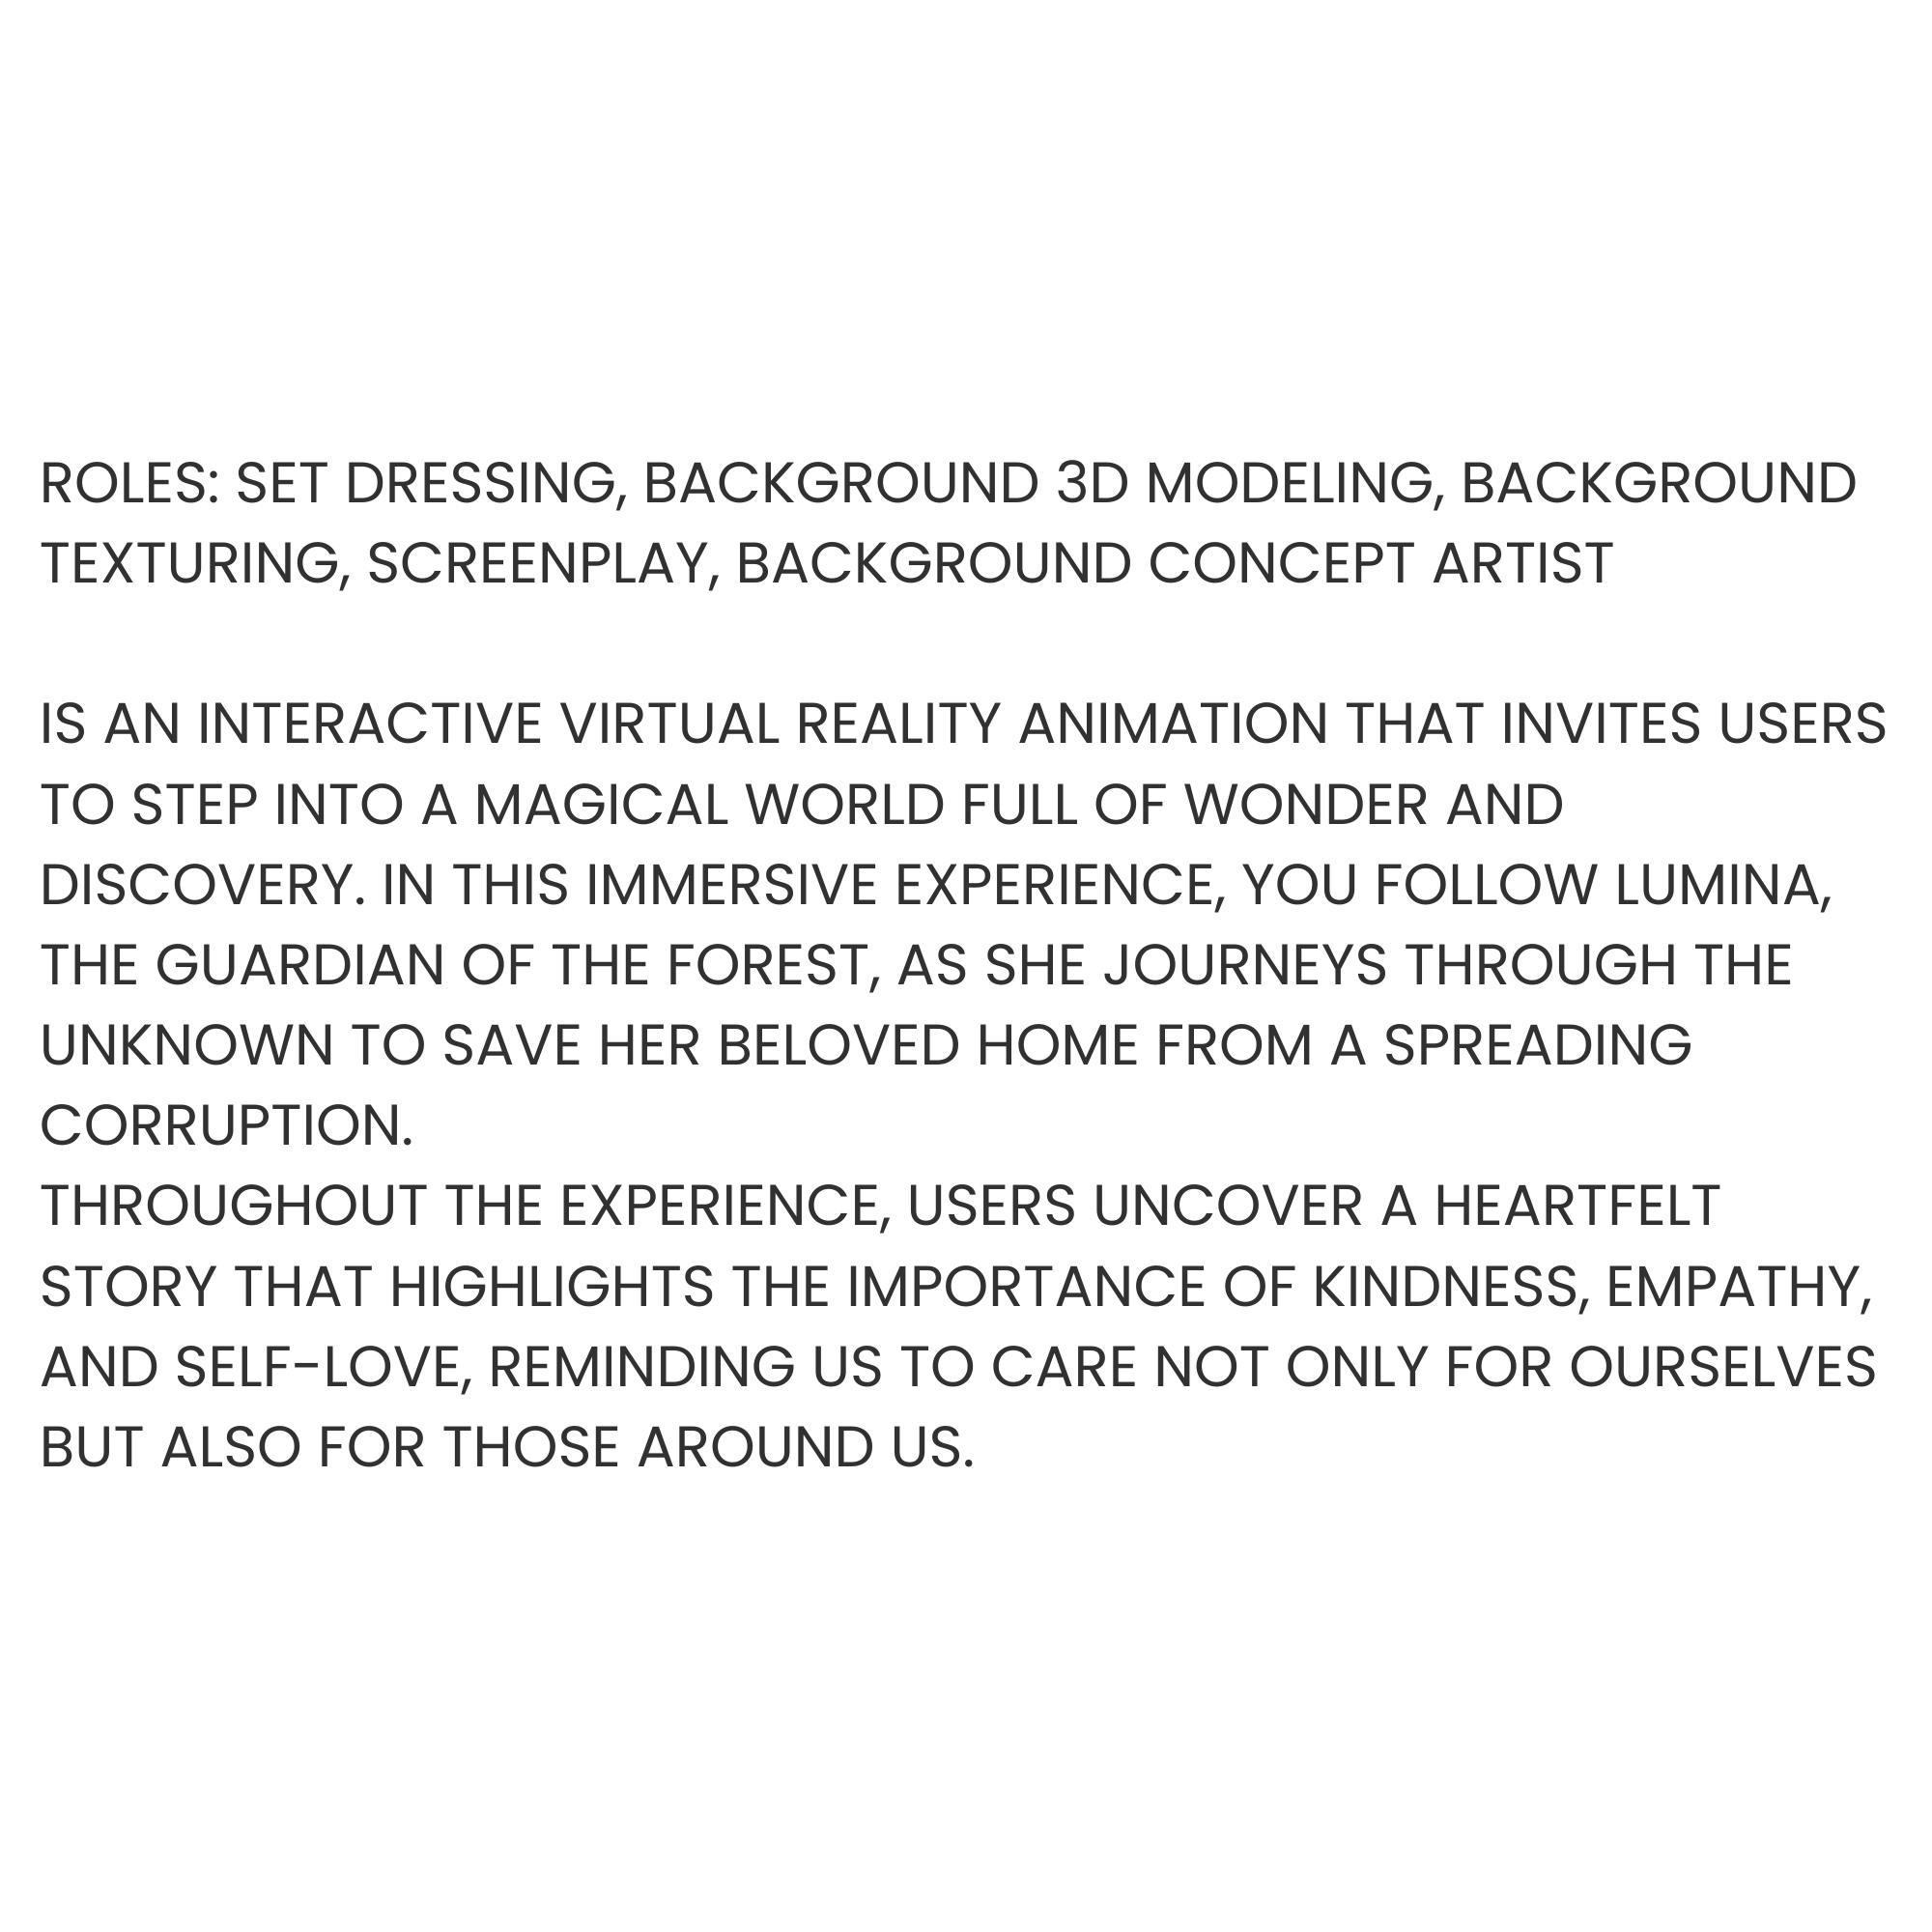 ROLES: SET DRESSING, BACKGROUND 3D MODELING, BACKGROUND
TEXTURING, SCREENPLAY, BACKGROUND CONCEPT ARTIST
IS AN INTERACTIVE VIRTUAL REALITY ANIMATION THAT INVITES USERS
TO STEP INTO A MAGICAL WORLD FULL OF WONDER AND
DISCOVERY. IN THIS IMMERSIVE EXPERIENCE, YOU FOLLOW LUMINA,
THE GUARDIAN OF THE FOREST, AS SHE JOURNEYS THROUGH THE
UNKNOWN TO SAVE HER BELOVED HOME FROM A SPREADING
CORRUPTION.
THROUGHOUT THE EXPERIENCE, USERS UNCOVER A HEARTFELT
STORY THAT HIGHLIGHTS THE IMPORTANCE OF KINDNESS, EMPATHY,
AND SELF-LOVE, REMINDING US TO CARE NOT ONLY FOR OURSELVES
BUT ALSO FOR THOSE AROUND US.